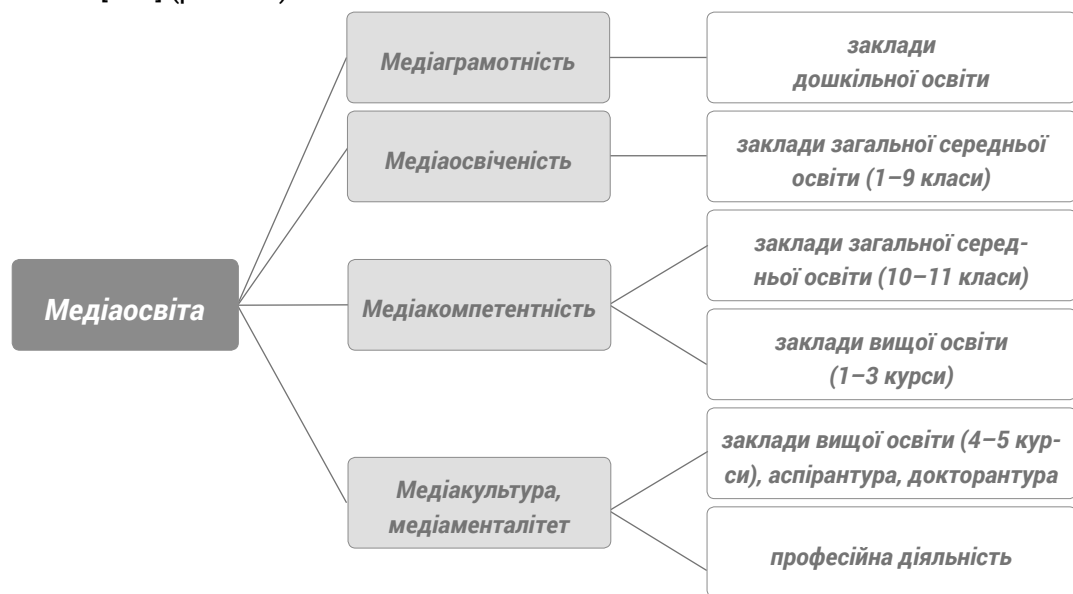 Медіаграмотність
заклади
дошкільної освіти
Медіаосвіченість
заклади загальної середньої
освіти (1–9 класи)
Медіаосвіта
Медіакомпетентність
заклади загальної серед-
ньої освіти (10–11 класи)
заклади вищої освіти
(1–3 курси)
Медіакультура,
медіаменталітет
заклади вищої освіти (4–5 кур-
си), аспірантура, докторантура
професійна діяльність